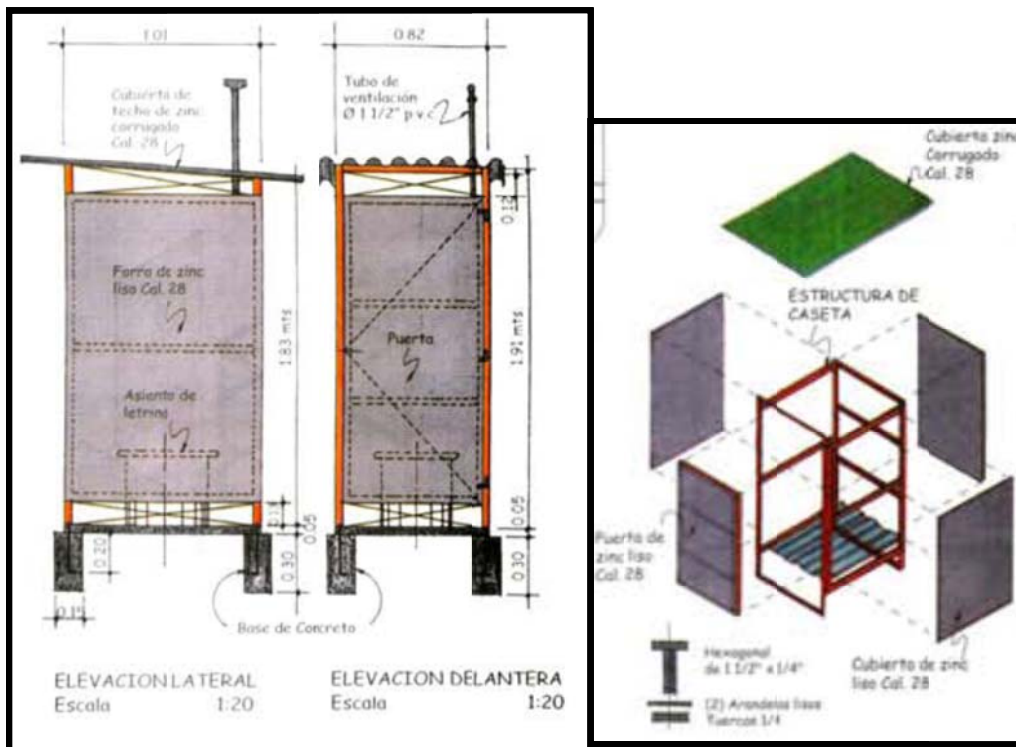 1.01
Cubierta de
techo de zinc
corrugado
Cal. 28
Forro de zinc
liso Cal. 28
Asiento de
letrina
1.83 mts
0.05
0.20
0.30
0.15
ELEVACION LATERAL
Escala 1:20
0.82
Tubo de
ventilación
Ø 1 1/2" p v c
0.12
Puerta
1.91 mts
0.05
0.30
Base de Concreto
ELEVACION DELANTERA
Escala 1:20
Cubierta zinc
Corrugado
Cal. 28
ESTRUCTURA DE
CASETA
Puerta de
zinc liso
Cal. 28
Cubierta de zinc
liso Cal. 28
Hexagonal
de 1 1/2" x 1/4"
(2) Arandelas lisas
Tuercas 1/4